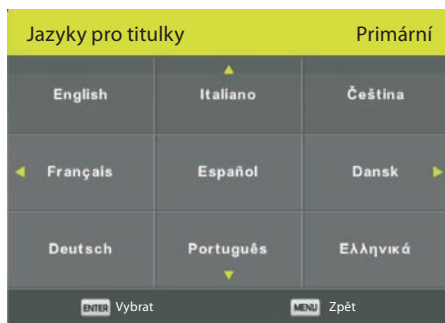 Jazyky pro titulky Primární
English Italiano Čeština
Français Español Dansk
Deutsch Português Ελληνικά
ENTER Vybrat MENU Zpět